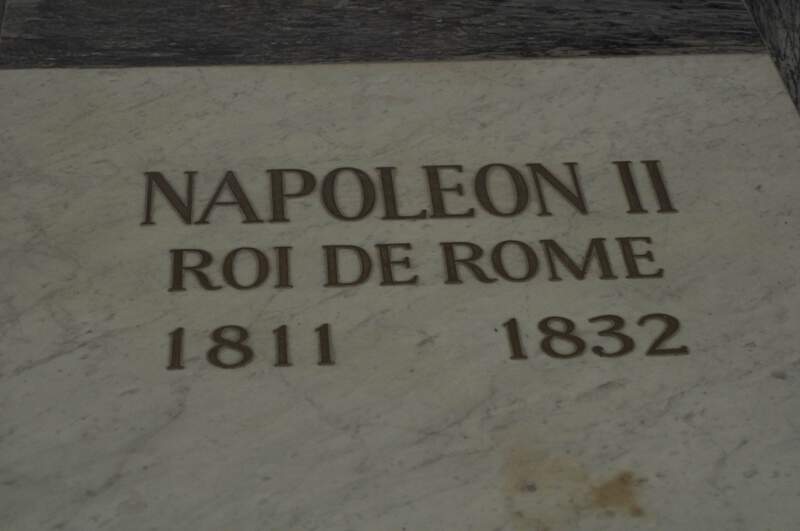 NAPOLEON II
ROI DE ROME
1811 1832